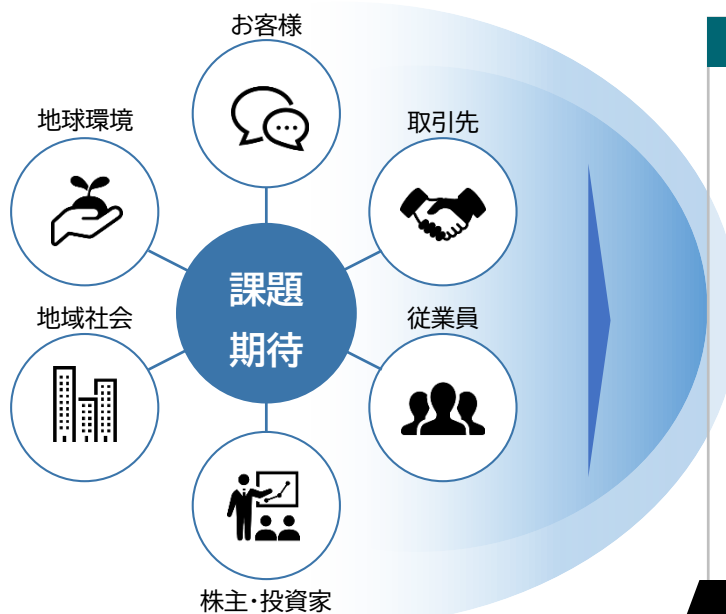 お客様
地球環境
取引先
課題
期待
地域社会
従業員
株主・投資家